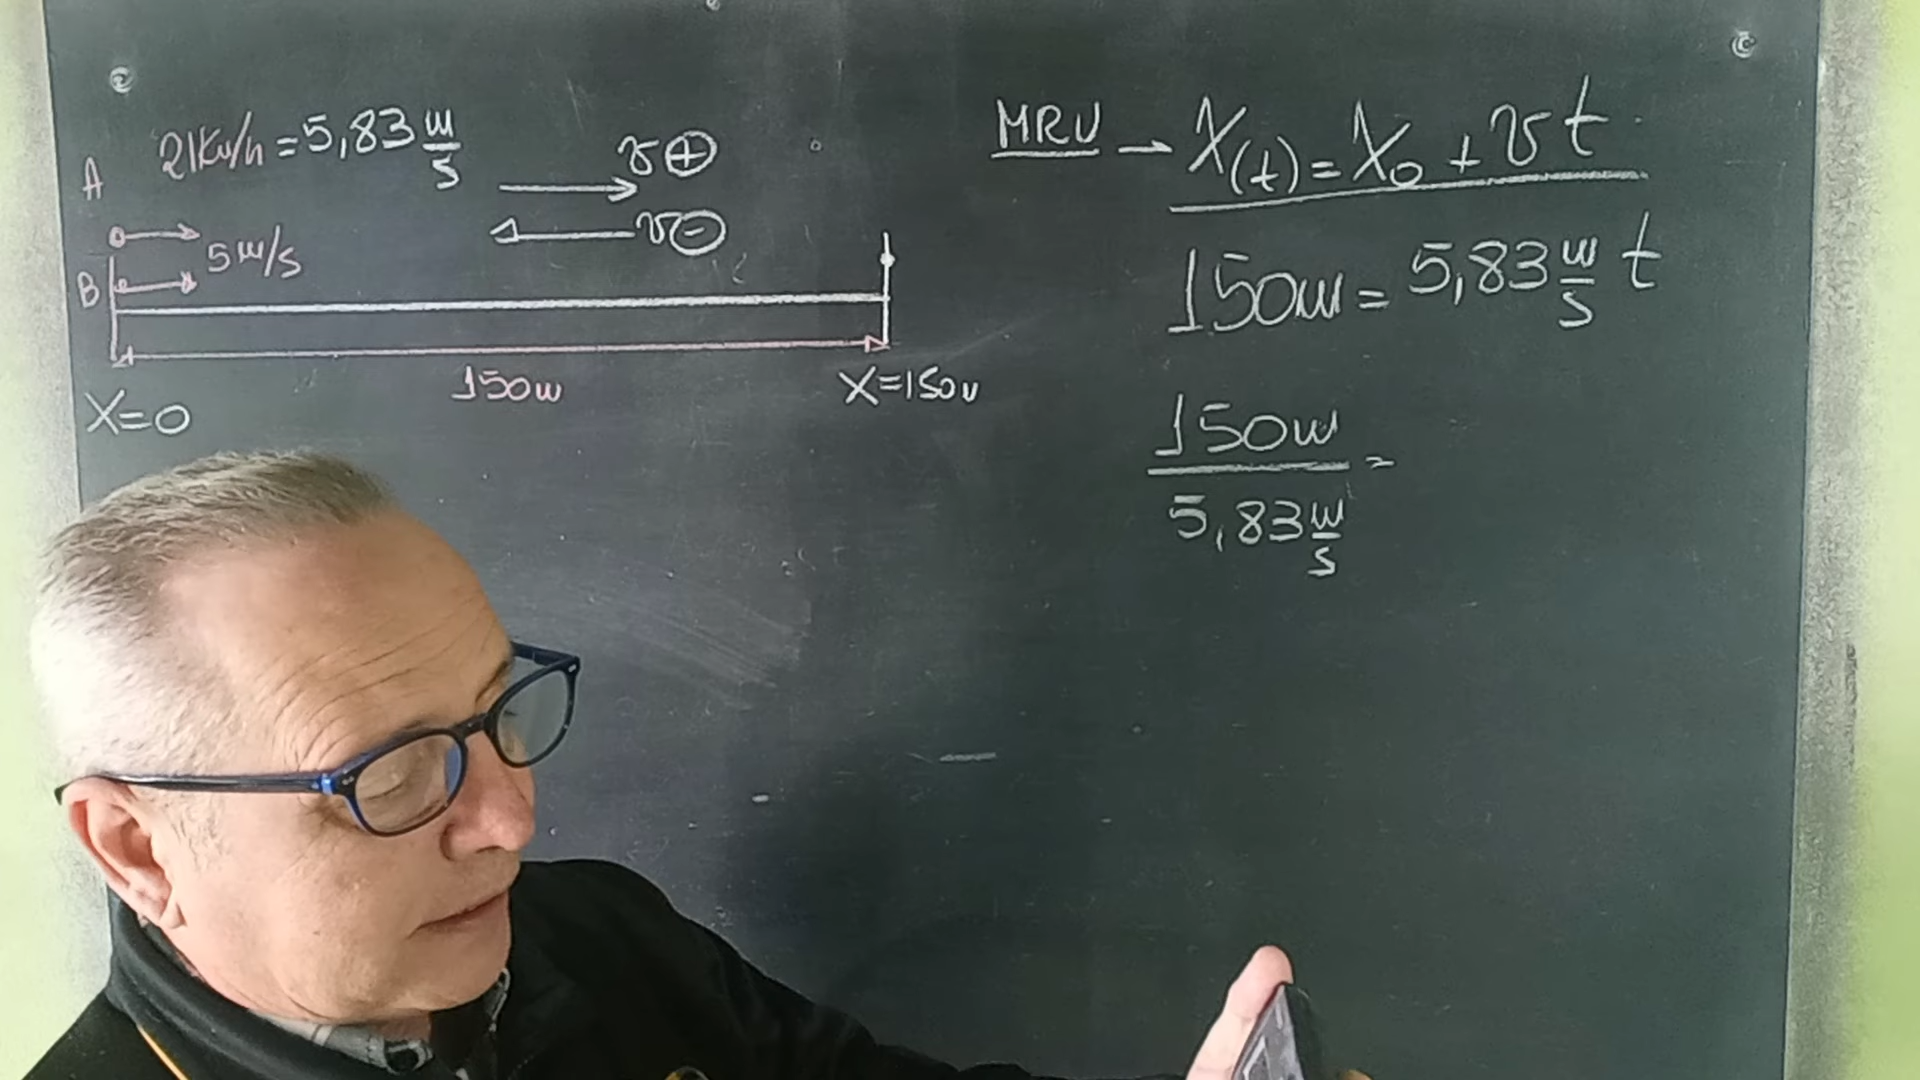 A 21Km/h = 5,83 m/s
v ⊕
v ⊖
5 m/s
B
150m
X=0
X=150m
MRU → X(t) = X₀ + v t
150m = 5,83 m/s t
150m / 5,83 m/s =